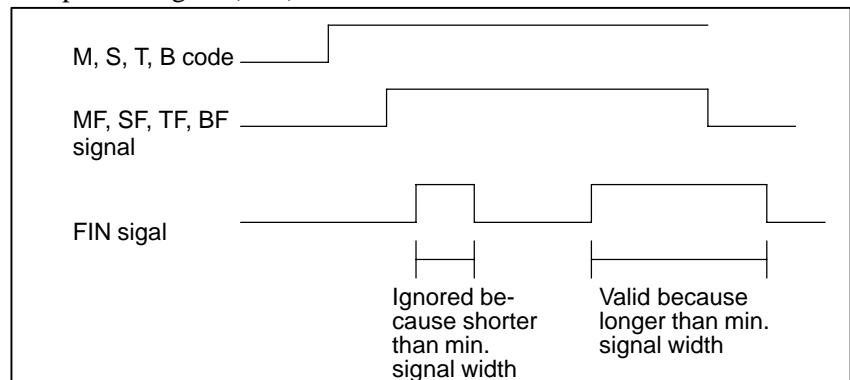 M, S, T, B code
MF, SF, TF, BF
signal
FIN sigal
Ignored be-
cause shorter
than min.
signal width
Valid because
longer than min.
signal width